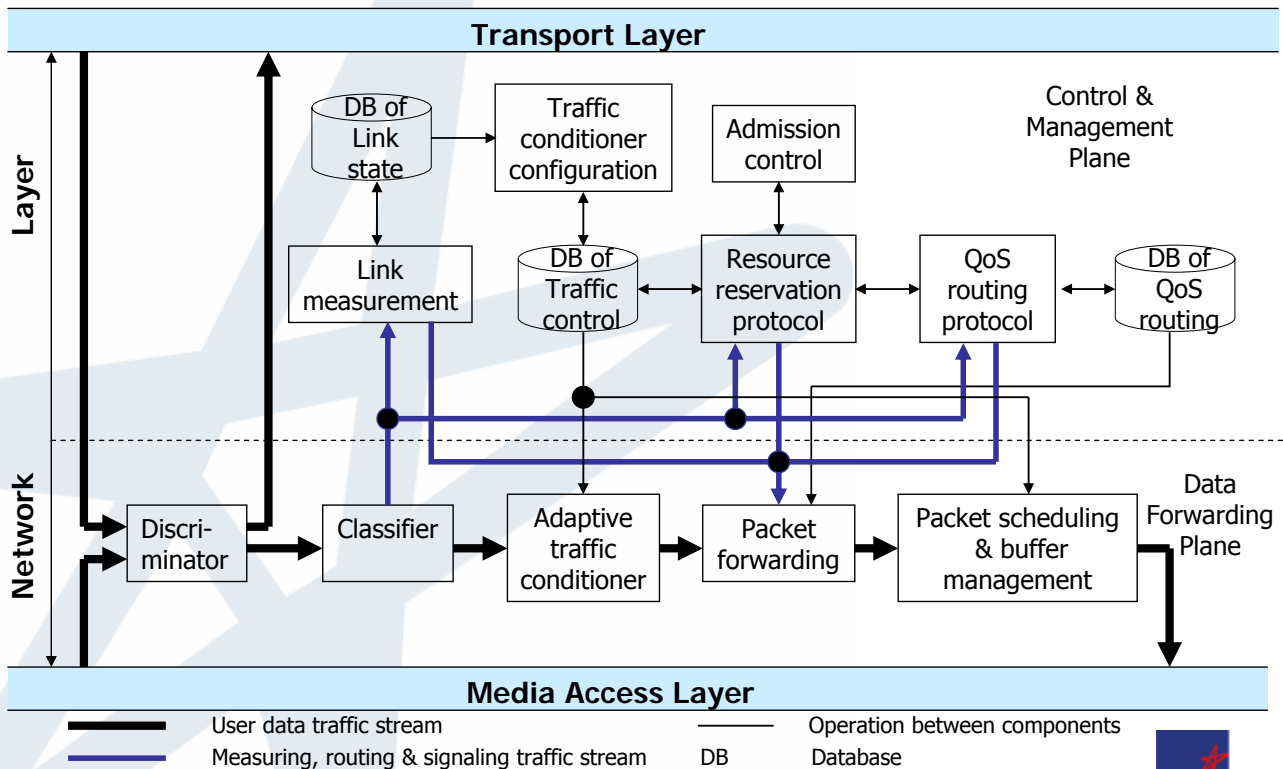 Transport Layer
DB of
Link
state
Traffic
conditioner
configuration
Admission
control
Control &
Management
Plane
Layer
Link
measurement
DB of
Traffic
control
Resource
reservation
protocol
QoS
routing
protocol
DB of
QoS
routing
Network
Discri-
minator
Classifier
Adaptive
traffic
conditioner
Packet
forwarding
Packet scheduling
& buffer
management
Data
Forwarding
Plane
Media Access Layer
User data traffic stream
Operation between components
Measuring, routing & signaling traffic stream
DB
Database